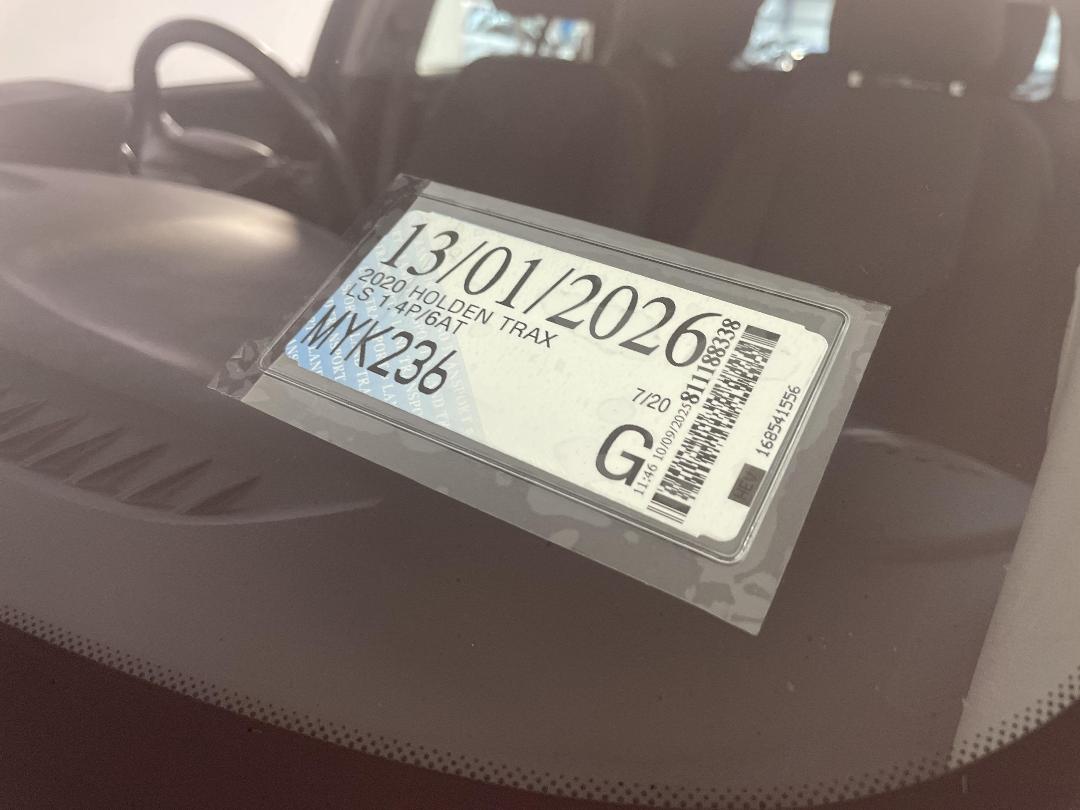 13/01/2026
2020 HOLDEN TRAX
LS 1.4P/6AT
MYK236
7/20
G
11:46 10/09/2025
811188338
168541556